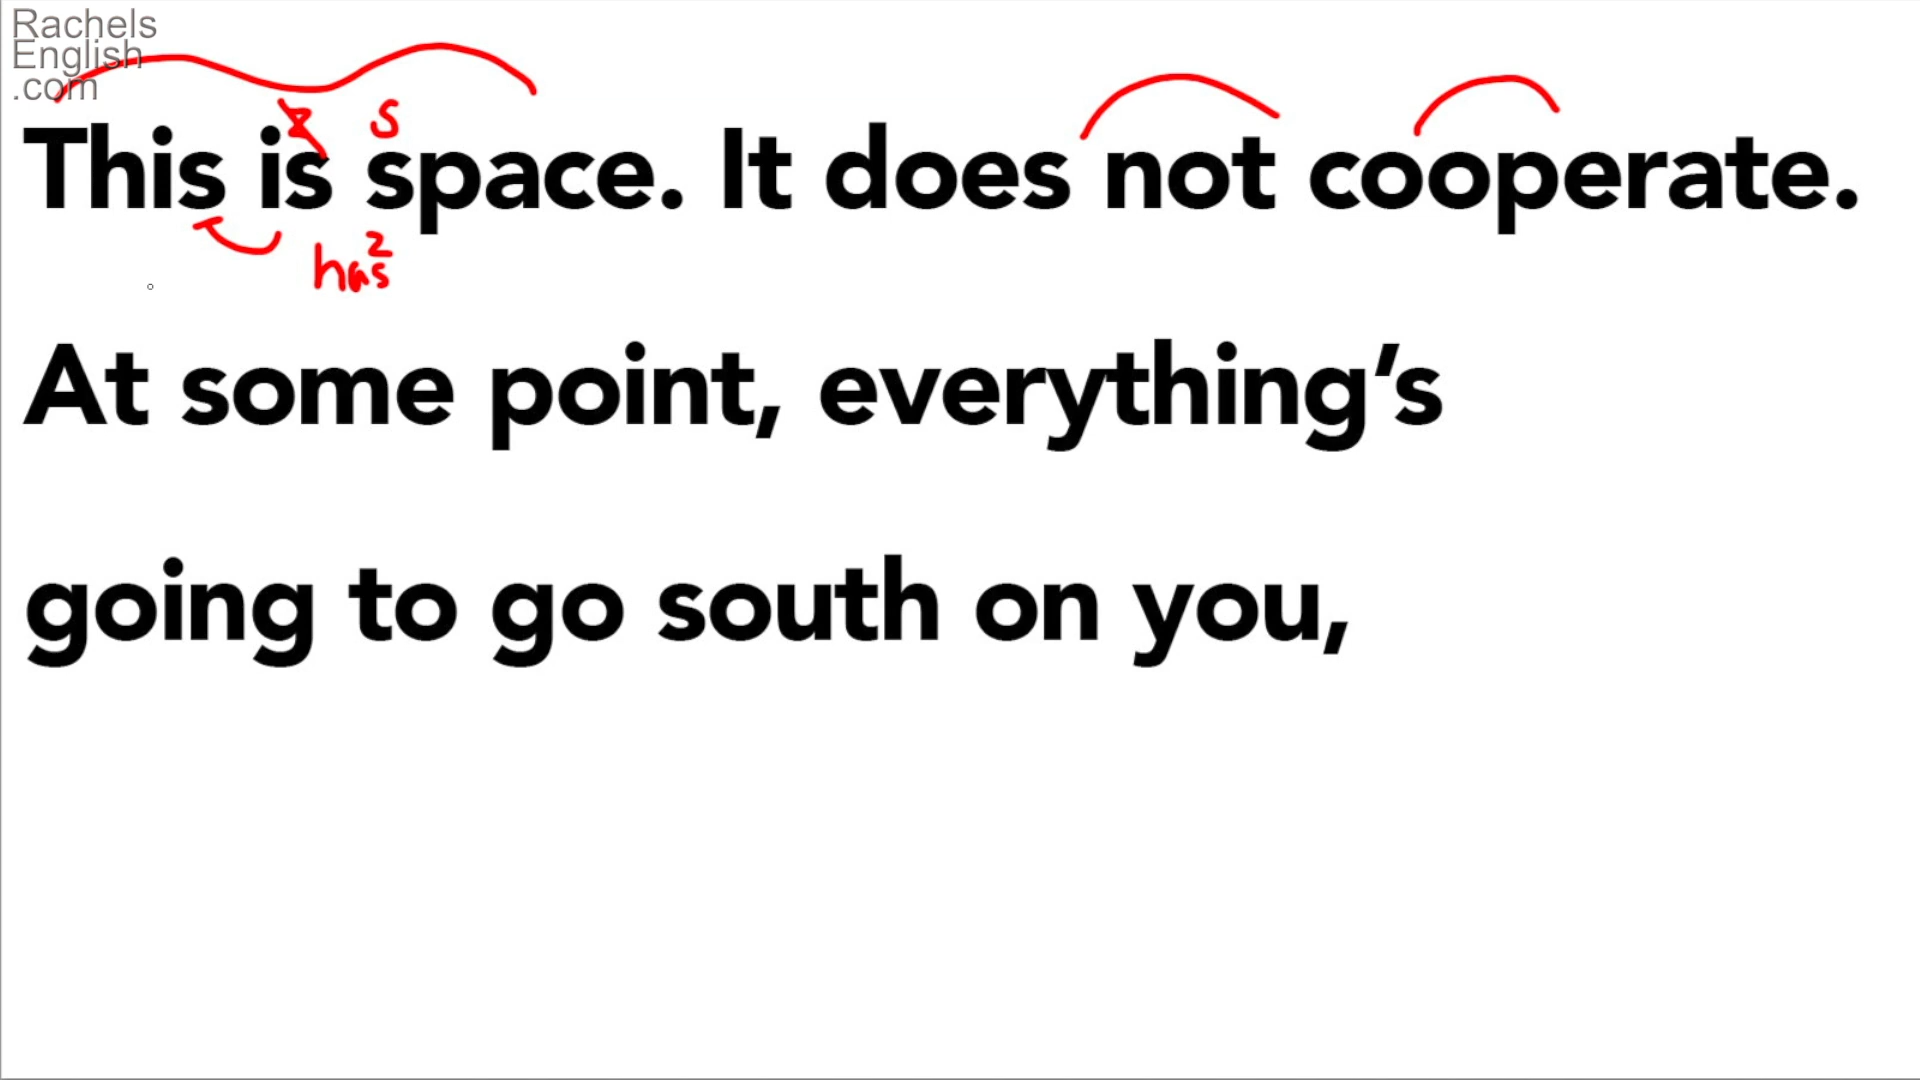 Rachels
English
.com
z s
This is space. It does not cooperate.
has z
At some point, everything’s
going to go south on you,